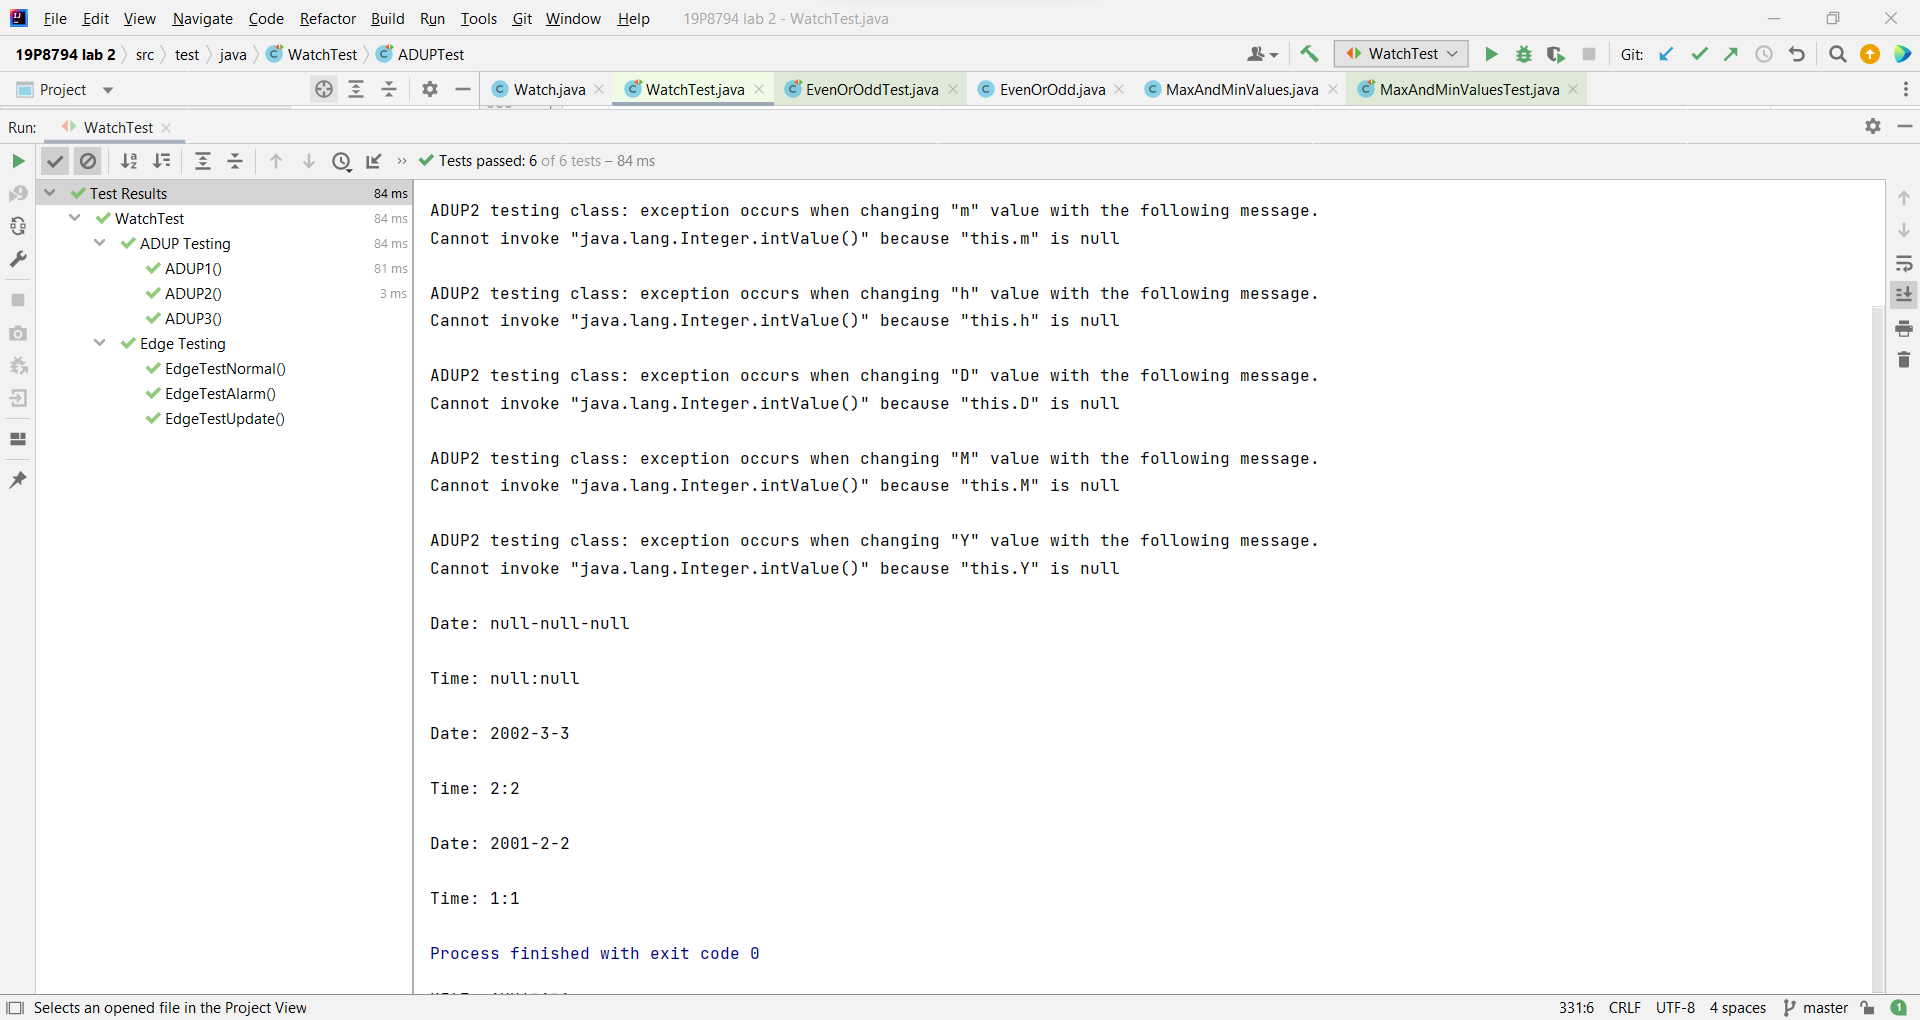 File Edit View Navigate Code Refactor Build Run Tools Git Window Help 19P8794 lab 2 - WatchTest.java
19P8794 lab 2 src test java WatchTest ADUPTest WatchTest Git:
Project Watch.java WatchTest.java EvenOrOddTest.java EvenOrOdd.java MaxAndMinValues.java MaxAndMinValuesTest.java
Run: WatchTest
Tests passed: 6 of 6 tests – 84 ms
Test Results 84 ms
WatchTest 84 ms
ADUP Testing 84 ms
ADUP1() 81 ms
ADUP2() 3 ms
ADUP3()
Edge Testing
EdgeTestNormal()
EdgeTestAlarm()
EdgeTestUpdate()
ADUP2 testing class: exception occurs when changing "m" value with the following message.
Cannot invoke "java.lang.Integer.intValue()" because "this.m" is null
ADUP2 testing class: exception occurs when changing "h" value with the following message.
Cannot invoke "java.lang.Integer.intValue()" because "this.h" is null
ADUP2 testing class: exception occurs when changing "D" value with the following message.
Cannot invoke "java.lang.Integer.intValue()" because "this.D" is null
ADUP2 testing class: exception occurs when changing "M" value with the following message.
Cannot invoke "java.lang.Integer.intValue()" because "this.M" is null
ADUP2 testing class: exception occurs when changing "Y" value with the following message.
Cannot invoke "java.lang.Integer.intValue()" because "this.Y" is null
Date: null-null-null
Time: null:null
Date: 2002-3-3
Time: 2:2
Date: 2001-2-2
Time: 1:1
Process finished with exit code 0
Selects an opened file in the Project View 331:6 CRLF UTF-8 4 spaces master 1